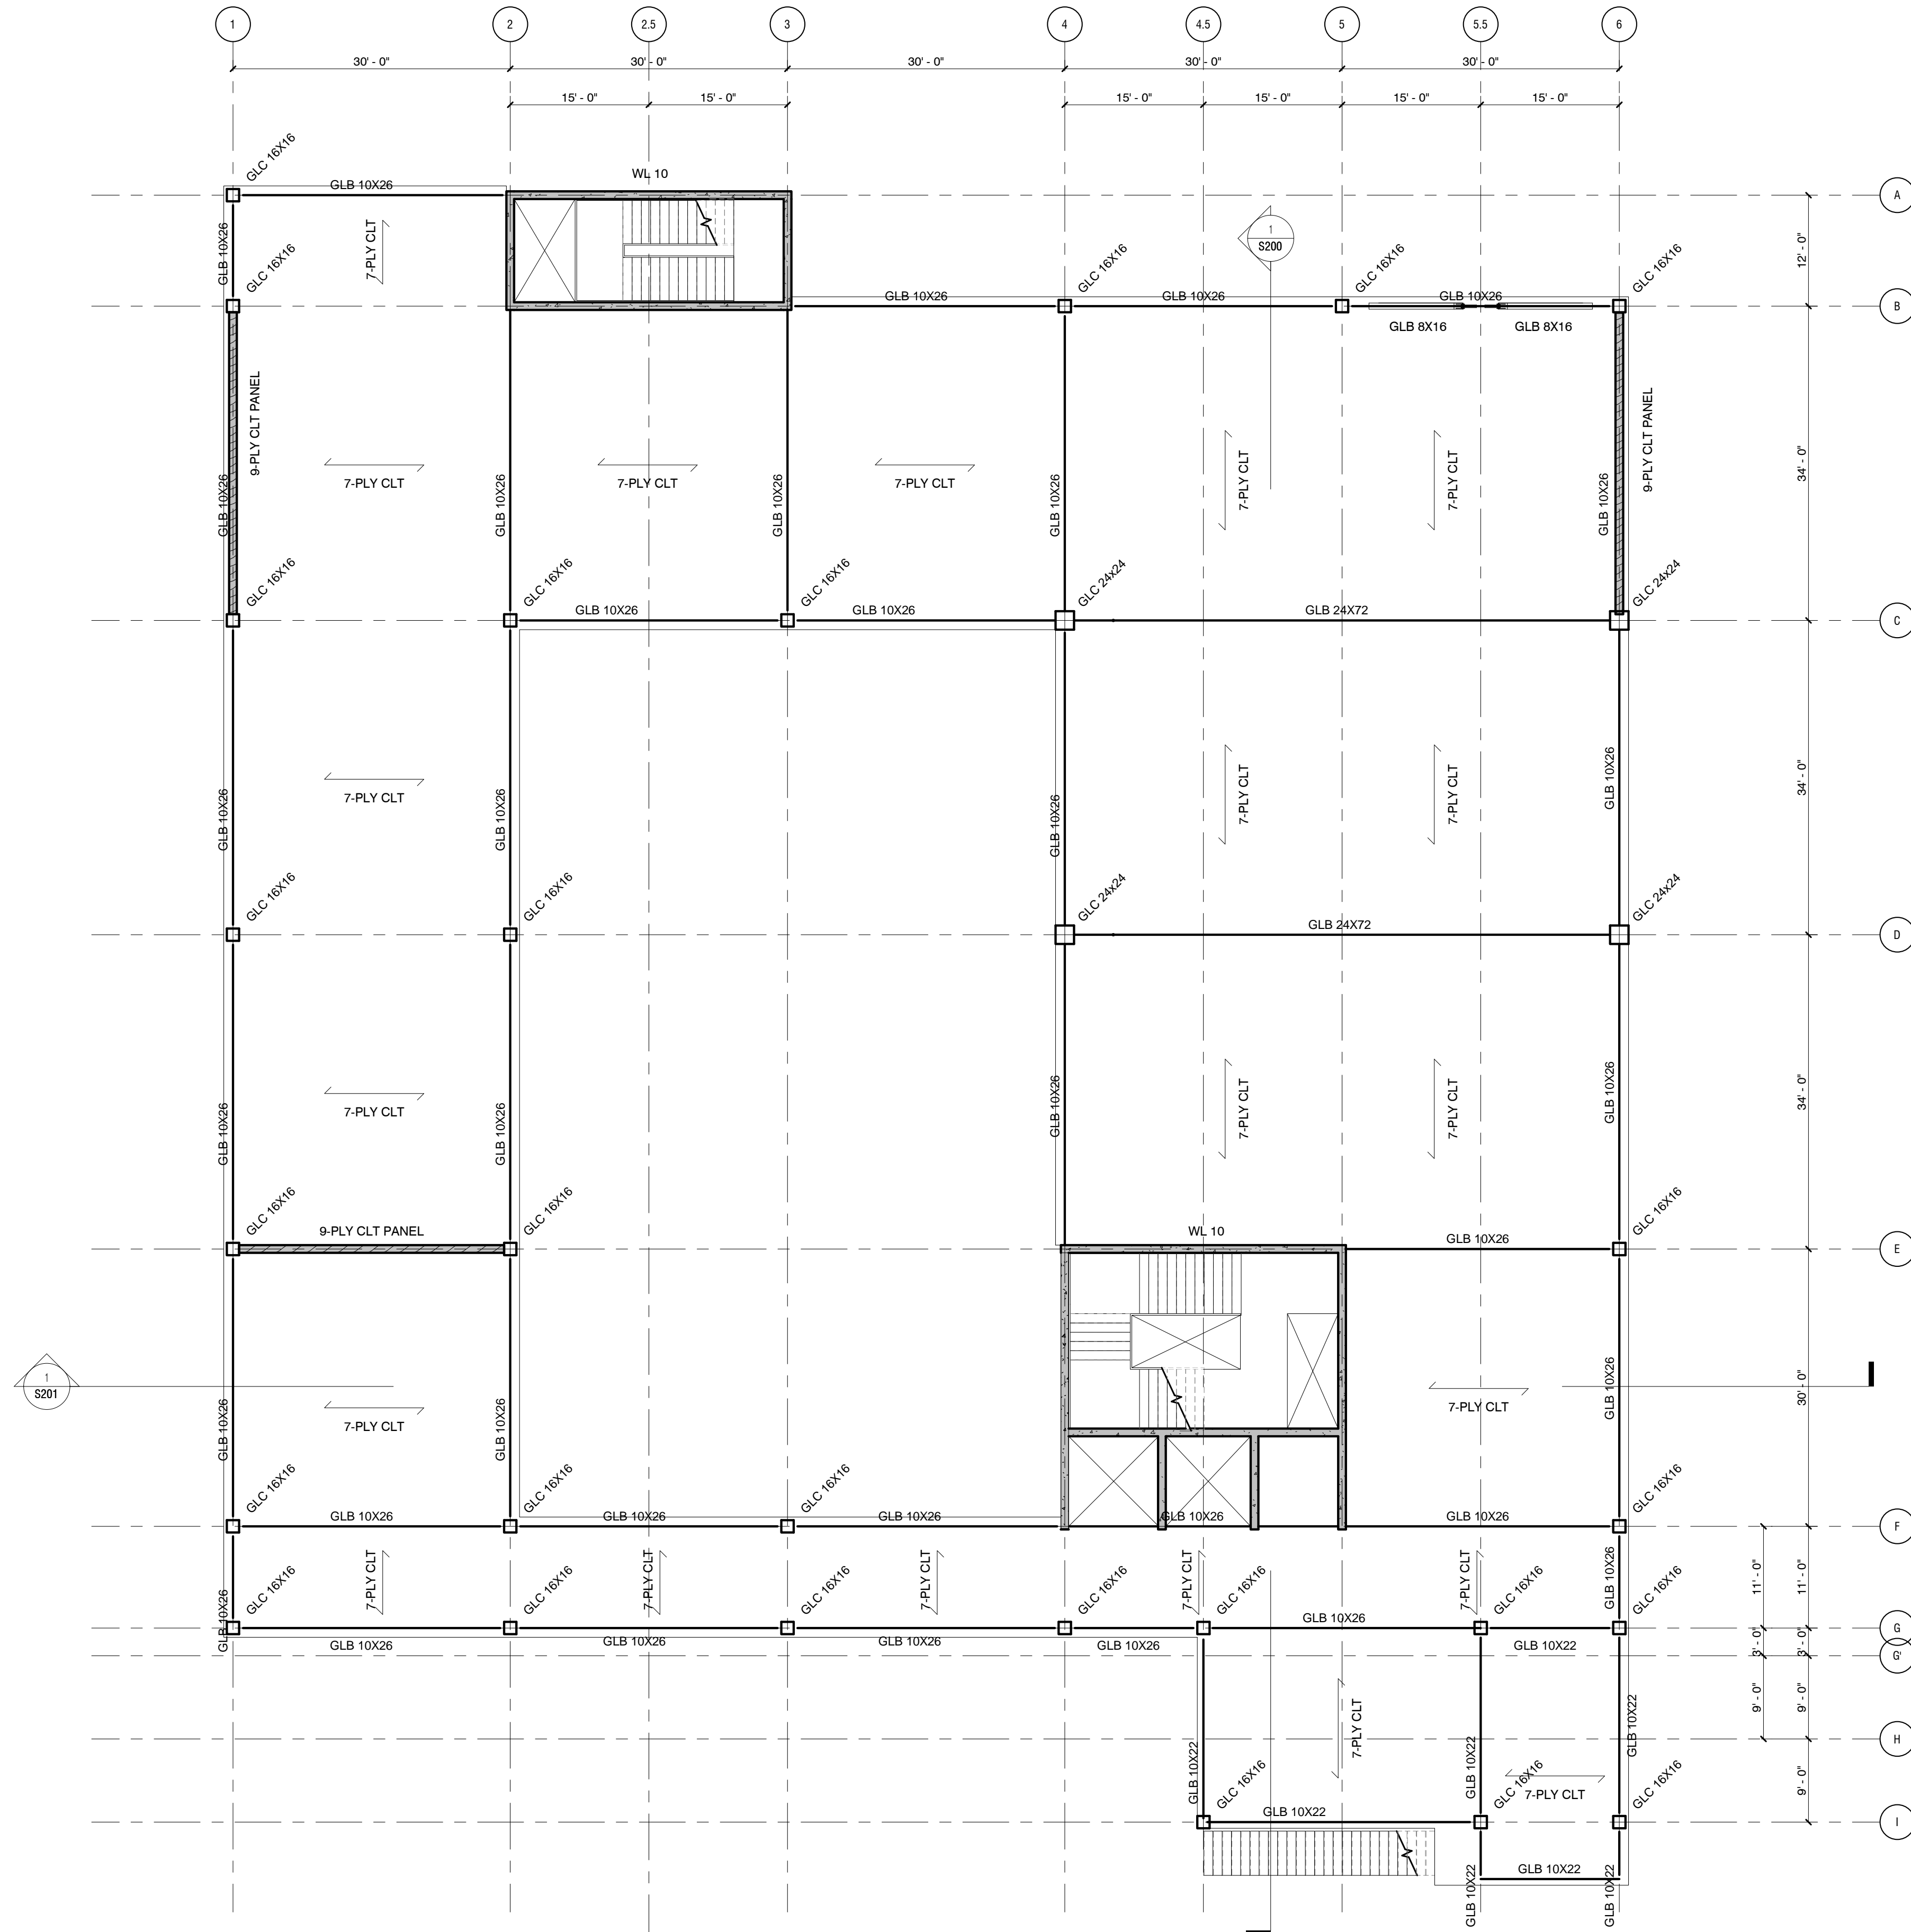 1 2 2.5 3 4 4.5 5 5.5 6
30' - 0" 30' - 0" 30' - 0" 30' - 0" 30' - 0"
15' - 0" 15' - 0" 15' - 0" 15' - 0" 15' - 0" 15' - 0"
GLC 16X16
WL 10
GLB 10X26
A
GLB 10X26
7-PLY CLT
1
S200
12' - 0"
GLC 16X16
GLC 16X16
GLC 16X16
GLC 16X16
GLB 10X26
GLB 10X26
GLB 10X26
B
GLB 8X16
GLB 8X16
9-PLY CLT PANEL
9-PLY CLT PANEL
34' - 0"
7-PLY CLT
7-PLY CLT
7-PLY CLT
7-PLY CLT
7-PLY CLT
GLB 10X26
GLB 10X26
GLB 10X26
GLB 10X26
GLB 10X26
GLC 16X16
GLC 16X16
GLC 16X16
GLC 24x24
GLC 24x24
GLB 10X26
GLB 10X26
GLB 24X72
C
34' - 0"
7-PLY CLT
7-PLY CLT
7-PLY CLT
GLB 10X26
GLB 10X26
GLB 10X26
GLB 10X26
GLC 16X16
GLC 16X16
GLC 24x24
GLC 24x24
GLB 24X72
D
34' - 0"
7-PLY CLT
7-PLY CLT
7-PLY CLT
GLB 10X26
GLB 10X26
GLB 10X26
GLB 10X26
GLC 16X16
GLC 16X16
GLC 16X16
9-PLY CLT PANEL
WL 10
GLB 10X26
E
1
S201
30' - 0"
7-PLY CLT
7-PLY CLT
GLB 10X26
GLB 10X26
GLB 10X26
GLC 16X16
GLC 16X16
GLC 16X16
GLC 16X16
GLB 10X26
GLB 10X26
GLB 10X26
GLB 10X26
GLB 10X26
F
7-PLY CLT
7-PLY CLT
7-PLY CLT
7-PLY CLT
7-PLY CLT
GLB 10X26
11' - 0"
11' - 0"
GLC 16X16
GLC 16X16
GLC 16X16
GLC 16X16
GLC 16X16
GLC 16X16
GLC 16X16
GLB 10X26
GLB 10X26
G
GLB 10X26
GLB 10X26
GLB 10X26
GLB 10X26
GLB 10X22
3' - 0"
3' - 0"
G'
9' - 0"
9' - 0"
7-PLY CLT
GLB 10X22
H
GLB 10X22
GLB 10X22
7-PLY CLT
9' - 0"
GLC 16X16
GLC 16X16
GLC 16X16
GLB 10X22
I
GLB 10X22
GLB 10X22
GLB 10X22